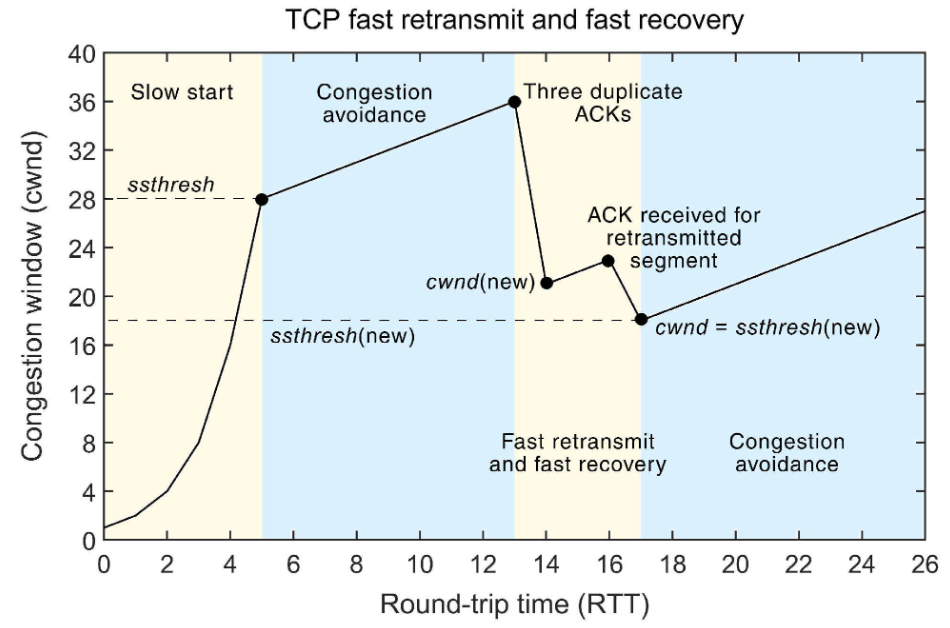 TCP fast retransmit and fast recovery
Congestion window (cwnd)
40
36
32
28
24
20
16
12
8
4
0
Slow start
Congestion
avoidance
Three duplicate
ACKs
ssthresh
ACK received for
retransmitted
segment
cwnd(new)
ssthresh(new)
cwnd = ssthresh(new)
Fast retransmit
and fast recovery
Congestion
avoidance
0 2 4 6 8 10 12 14 16 18 20 22 24 26
Round-trip time (RTT)